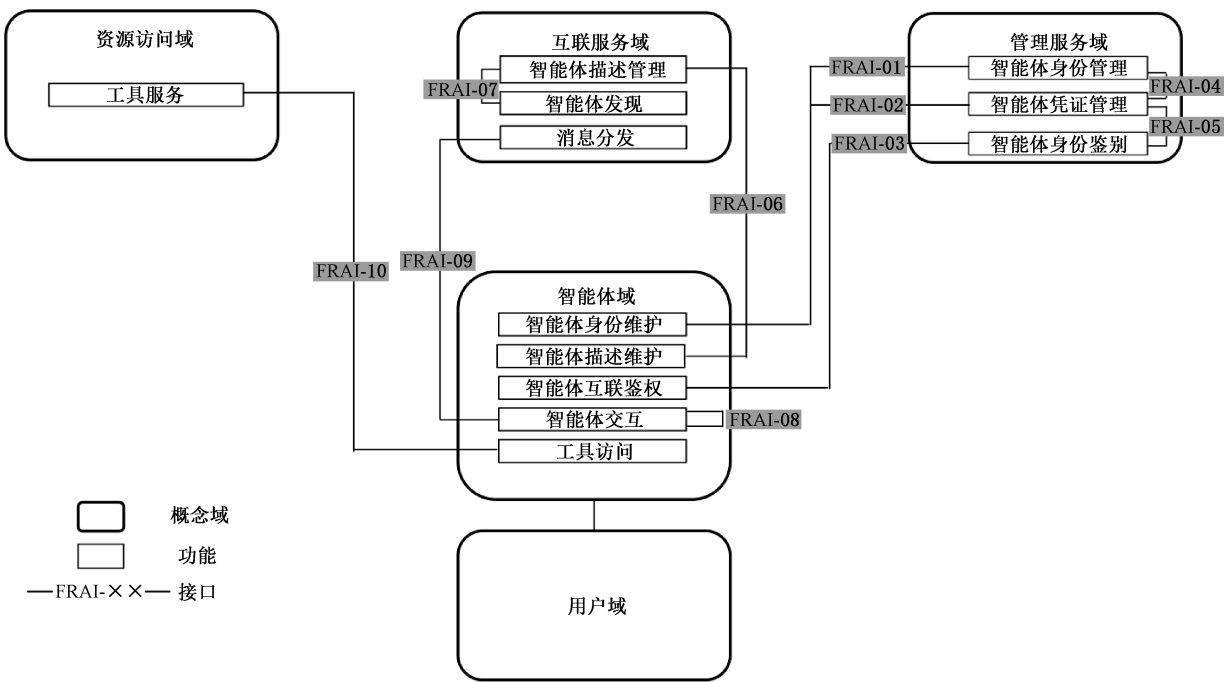 资源访问域
工具服务
互联服务域
智能体描述管理
FRAI-07
智能体发现
消息分发
管理服务域
FRAI-01
智能体身份管理
FRAI-04
FRAI-02
智能体凭证管理
FRAI-05
FRAI-03
智能体身份鉴别
FRAI-06
FRAI-10
FRAI-09
智能体域
智能体身份维护
智能体描述维护
智能体互联鉴权
智能体交互
FRAI-08
工具访问
概念域
功能
FRAI-××
接口
用户域